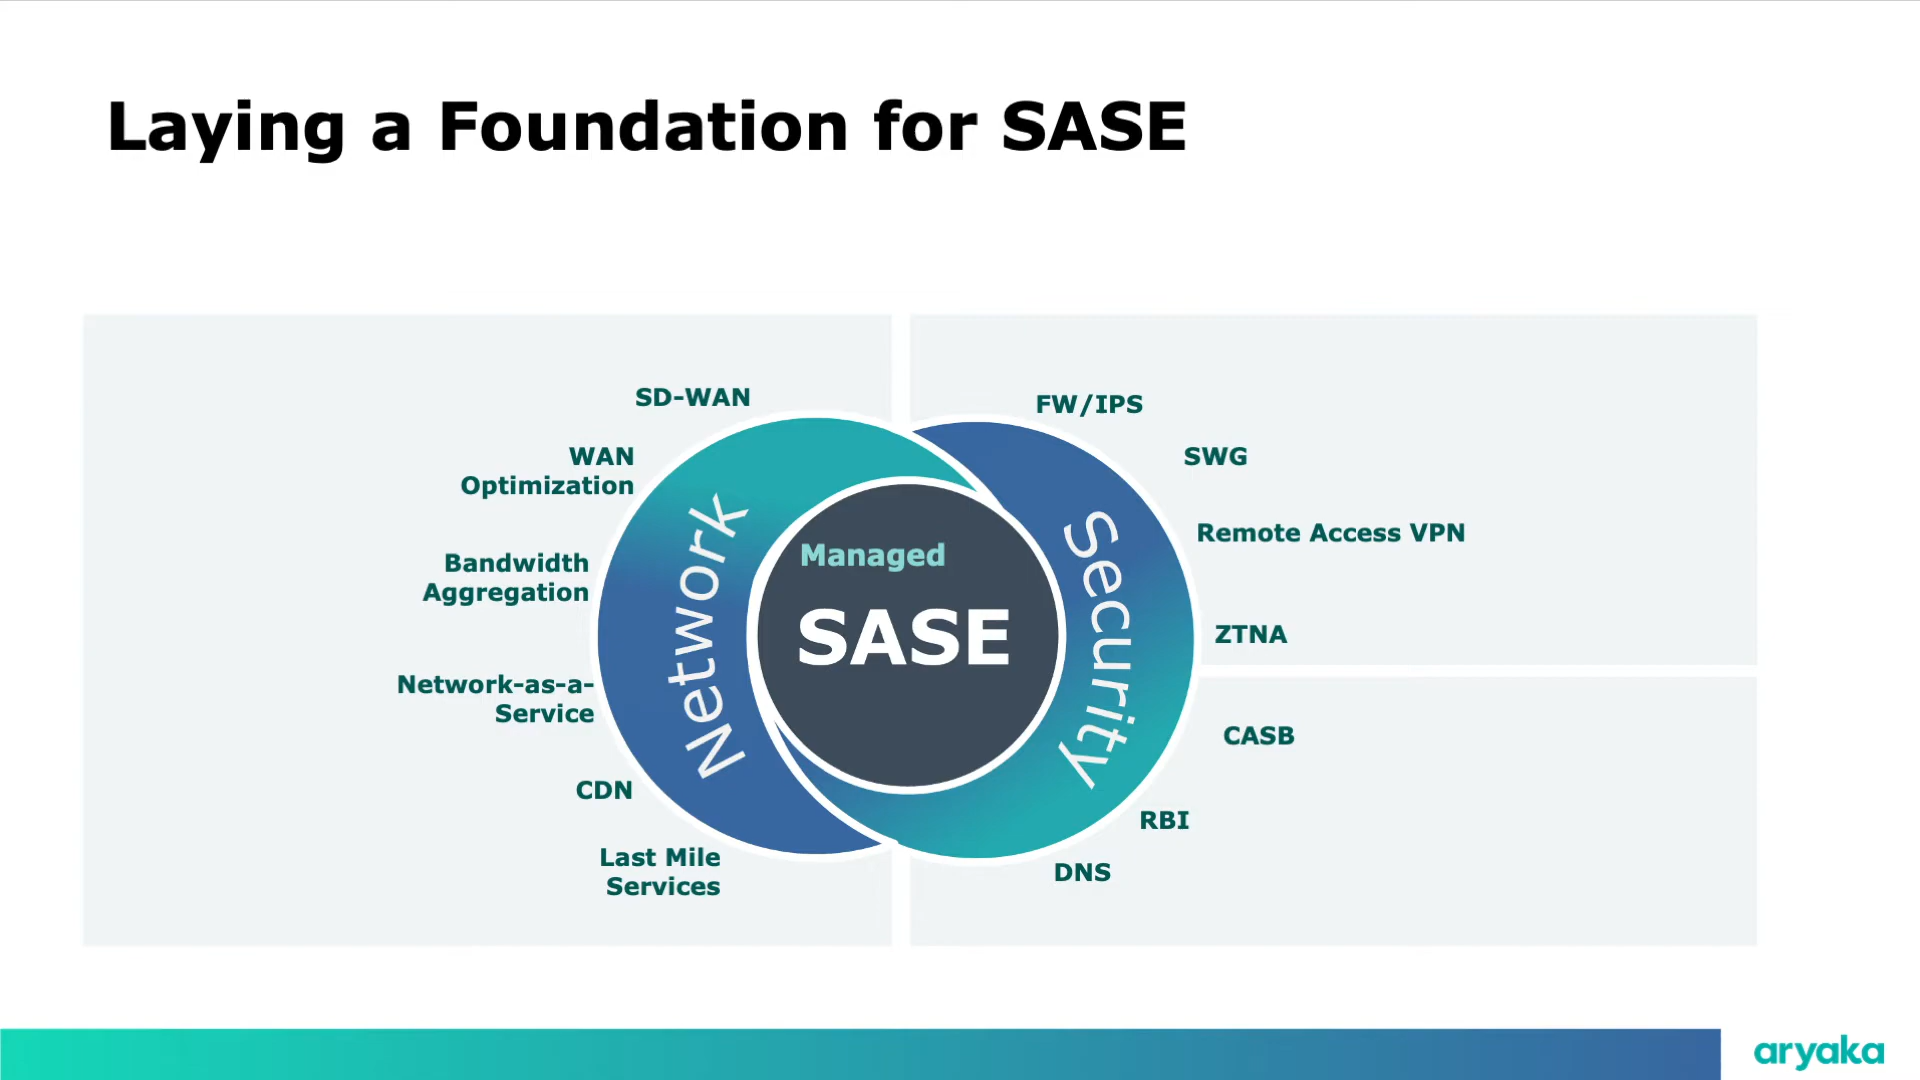 Laying a Foundation for SASE
SD-WAN
WAN
Optimization
Bandwidth
Aggregation
Network-as-a-
Service
CDN
Last Mile
Services
Network
Managed
SASE
Security
FW/IPS
SWG
Remote Access VPN
ZTNA
CASB
RBI
DNS
aryaka